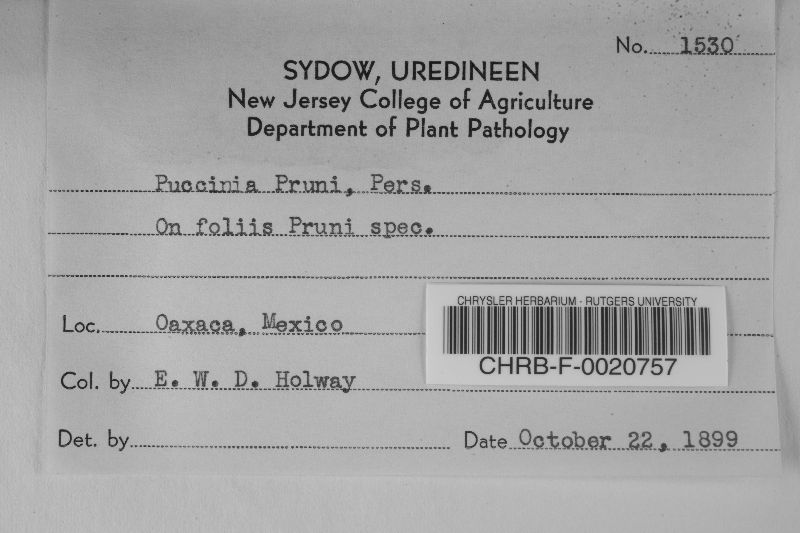 No. 1530
SYDOW, UREDINEEN
New Jersey College of Agriculture
Department of Plant Pathology
Puccinia Pruni, Pers.
On foliis Pruni spec.
CHRYSLER HERBARIUM - RUTGERS UNIVERSITY
Loc. Oaxaca, Mexico
CHRB-F-0020757
Col. by E. W. D. Holway
Det. by
Date October 22, 1899